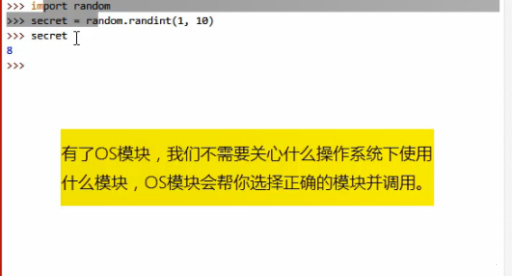 >>> import random
>>> secret = random.randint(1, 10)
>>> secret
8
>>>
有了OS模块，我们不需要关心什么操作系统下使用
什么模块，OS模块会帮你选择正确的模块并调用。